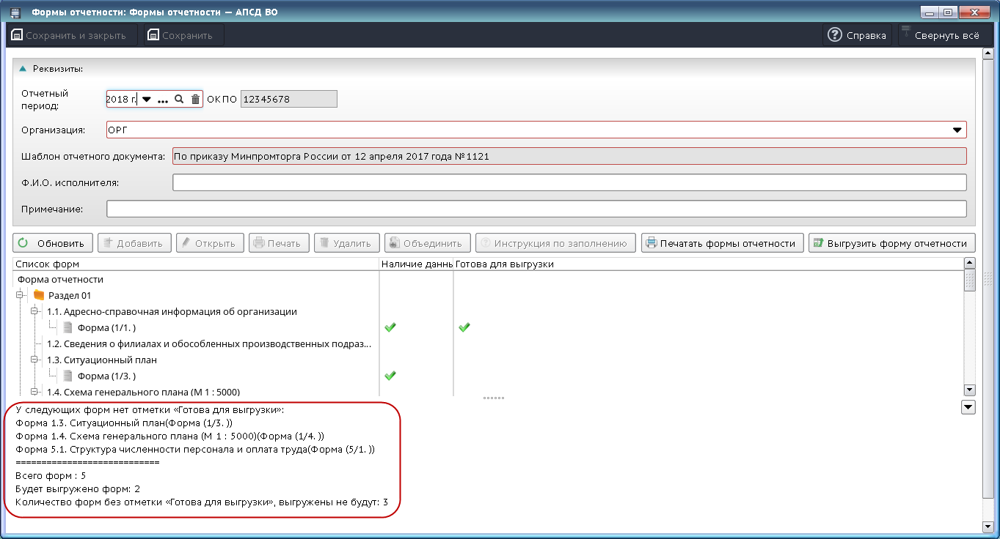 Формы отчетности: Формы отчетности — АПСД ВО
Сохранить и закрыть
Сохранить
Справка
Свернуть всё
Реквизиты:
Отчетный
период:
2018 г.
ОКПО
12345678
Организация:
ОРГ
Шаблон отчетного документа:
По приказу Минпромторга России от 12 апреля 2017 года №1121
Ф.И.О. исполнителя:
Примечание:
Обновить
Добавить
Открыть
Печать
Удалить
Объединить
Инструкция по заполнению
Печатать формы отчетности
Выгрузить форму отчетности
Список форм
Наличие данны
Готова для выгрузки
Форма отчетности
Раздел 01
1.1. Адресно-справочная информация об организации
Форма (1/1. )
1.2. Сведения о филиалах и обособленных производственных подраз...
1.3. Ситуационный план
Форма (1/3. )
1.4. Схема генерального плана (М 1 : 5000)
У следующих форм нет отметки «Готова для выгрузки»:
Форма 1.3. Ситуационный план(Форма (1/3. ))
Форма 1.4. Схема генерального плана (М 1 : 5000)(Форма (1/4. ))
Форма 5.1. Структура численности персонала и оплата труда(Форма (5/1. ))
============================
Всего форм : 5
Будет выгружено форм: 2
Количество форм без отметки «Готова для выгрузки», выгружены не будут: 3